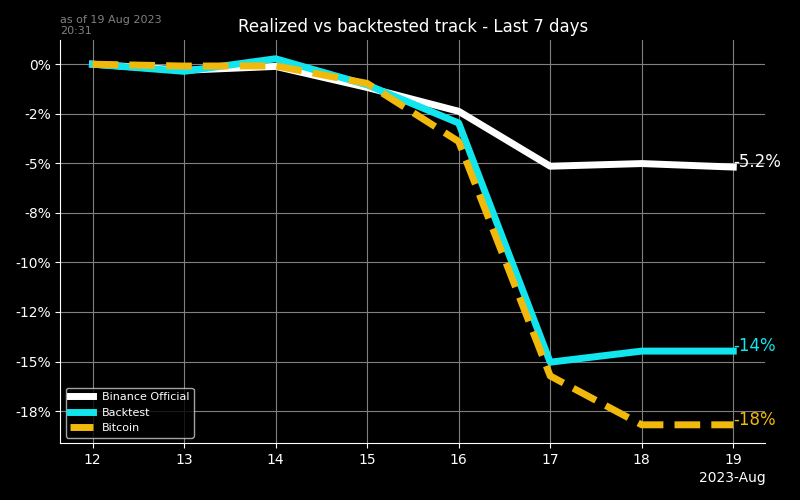 as of 19 Aug 2023
20:31
Realized vs backtested track - Last 7 days
0%
-2%
-5%
-8%
-10%
-12%
-15%
-18%
-5.2%
-14%
-18%
Binance Official
Backtest
Bitcoin
12 13 14 15 16 17 18 19
2023-Aug